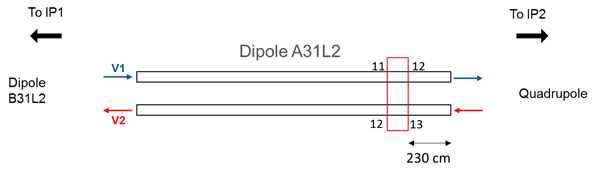 To IP1
To IP2
Dipole A31L2
V1
11 12
Dipole
B31L2
Quadrupole
V2
12 13
230 cm